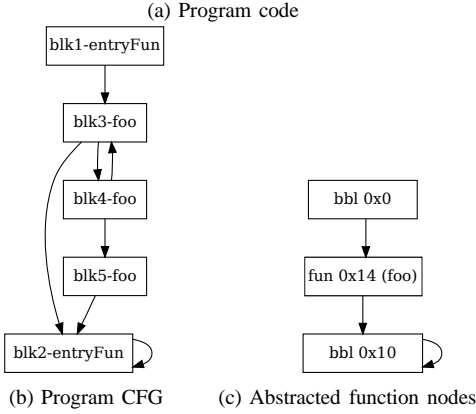 (a) Program code
blk1-entryFun
blk3-foo
blk4-foo
bbl 0x0
blk5-foo
fun 0x14 (foo)
blk2-entryFun
bbl 0x10
(b) Program CFG
(c) Abstracted function nodes